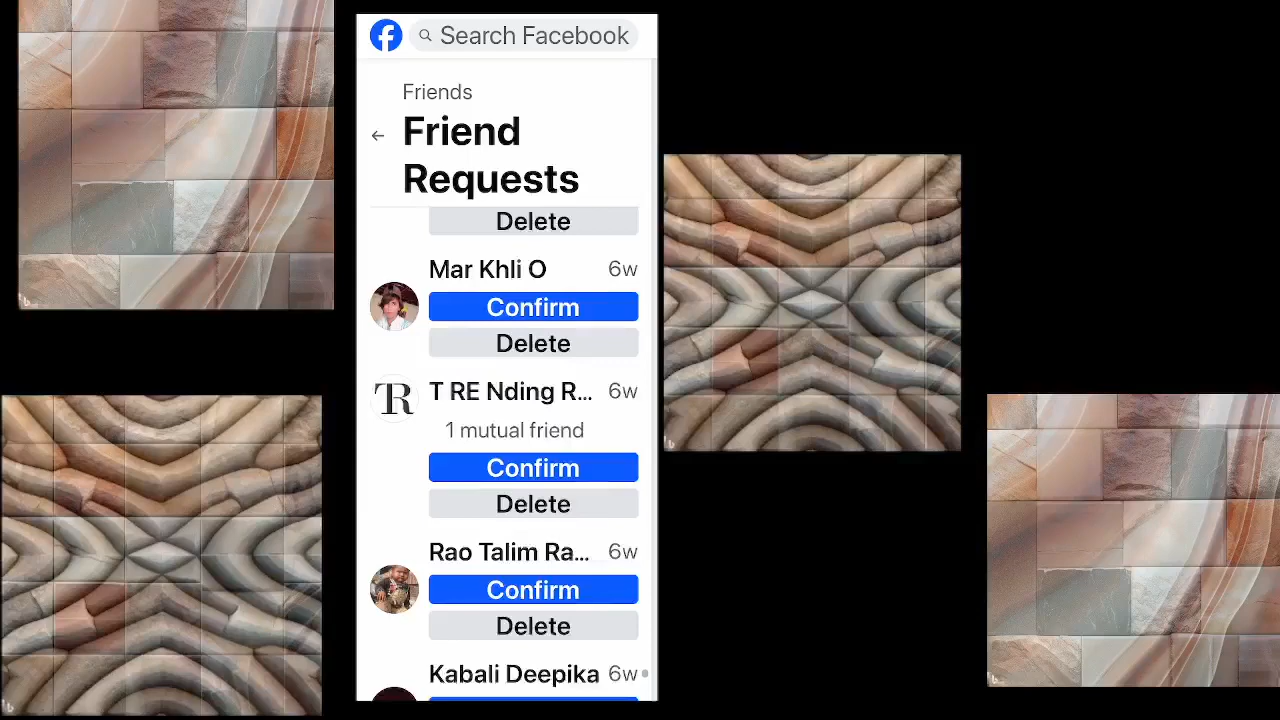 Search Facebook
Friends
Friend
Requests
Delete
Mar Khli O 6w
Confirm
Delete
TR
T RE Nding R... 6w
1 mutual friend
Confirm
Delete
Rao Talim Ra... 6w
Confirm
Delete
Kabali Deepika 6w